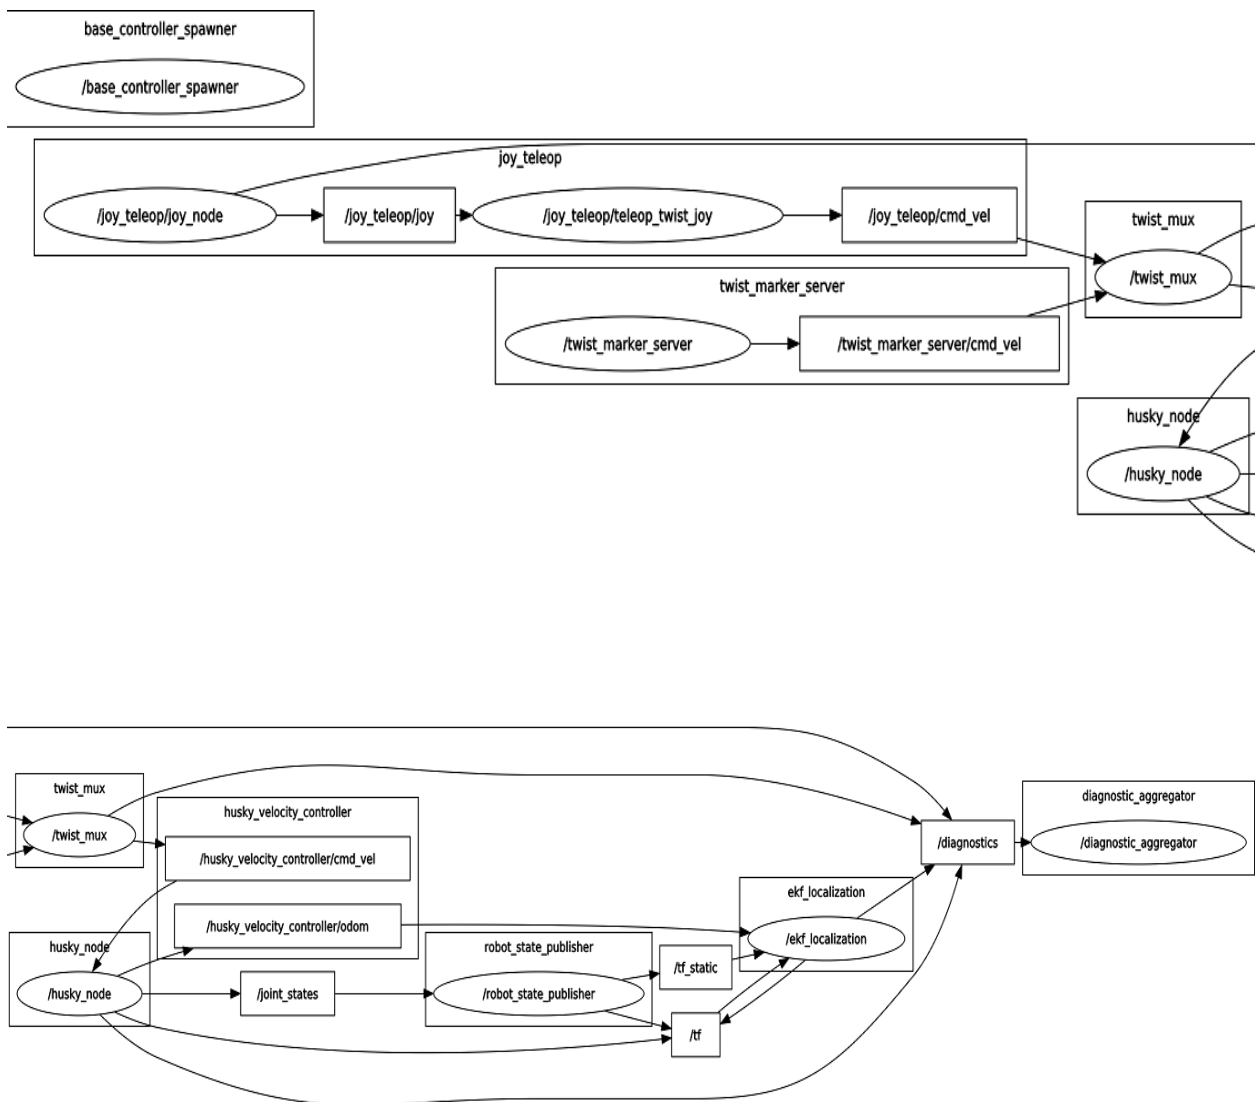 base_controller_spawner
/base_controller_spawner
joy_teleop
/joy_teleop/joy_node
/joy_teleop/joy
/joy_teleop/teleop_twist_joy
/joy_teleop/cmd_vel
twist_mux
/twist_mux
twist_marker_server
/twist_marker_server
/twist_marker_server/cmd_vel
husky_node
/husky_node
twist_mux
/twist_mux
husky_velocity_controller
/husky_velocity_controller/cmd_vel
/husky_velocity_controller/odom
diagnostic_aggregator
/diagnostics
/diagnostic_aggregator
ekf_localization
/ekf_localization
husky_node
/husky_node
/joint_states
robot_state_publisher
/robot_state_publisher
/tf_static
/tf